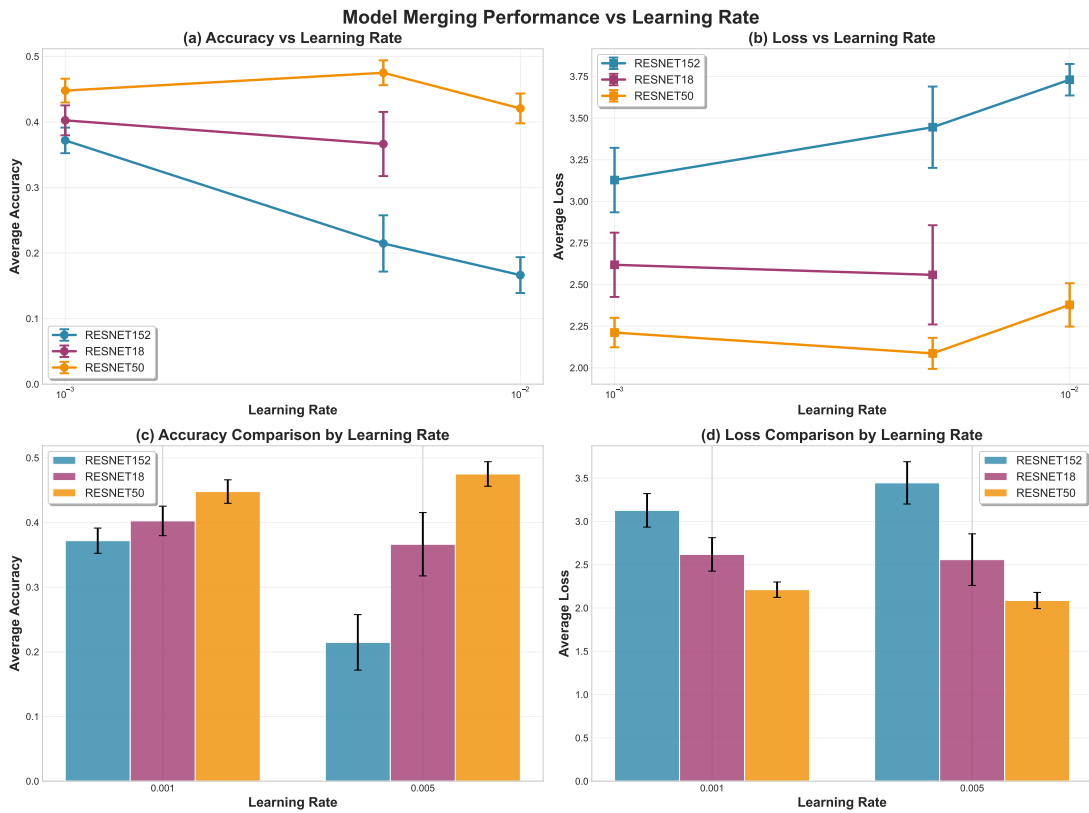 Model Merging Performance vs Learning Rate
(a) Accuracy vs Learning Rate
0.5
0.4
0.3
0.2
0.1
0.0
Average Accuracy
RESNET152
RESNET18
RESNET50
10⁻³
10⁻²
Learning Rate
(b) Loss vs Learning Rate
RESNET152
RESNET18
RESNET50
3.75
3.50
3.25
3.00
2.75
2.50
2.25
2.00
Average Loss
10⁻³
10⁻²
Learning Rate
(c) Accuracy Comparison by Learning Rate
RESNET152
RESNET18
RESNET50
0.5
0.4
0.3
0.2
0.1
0.0
Average Accuracy
0.001
0.005
Learning Rate
(d) Loss Comparison by Learning Rate
RESNET152
RESNET18
RESNET50
3.5
3.0
2.5
2.0
1.5
1.0
0.5
0.0
Average Loss
0.001
0.005
Learning Rate